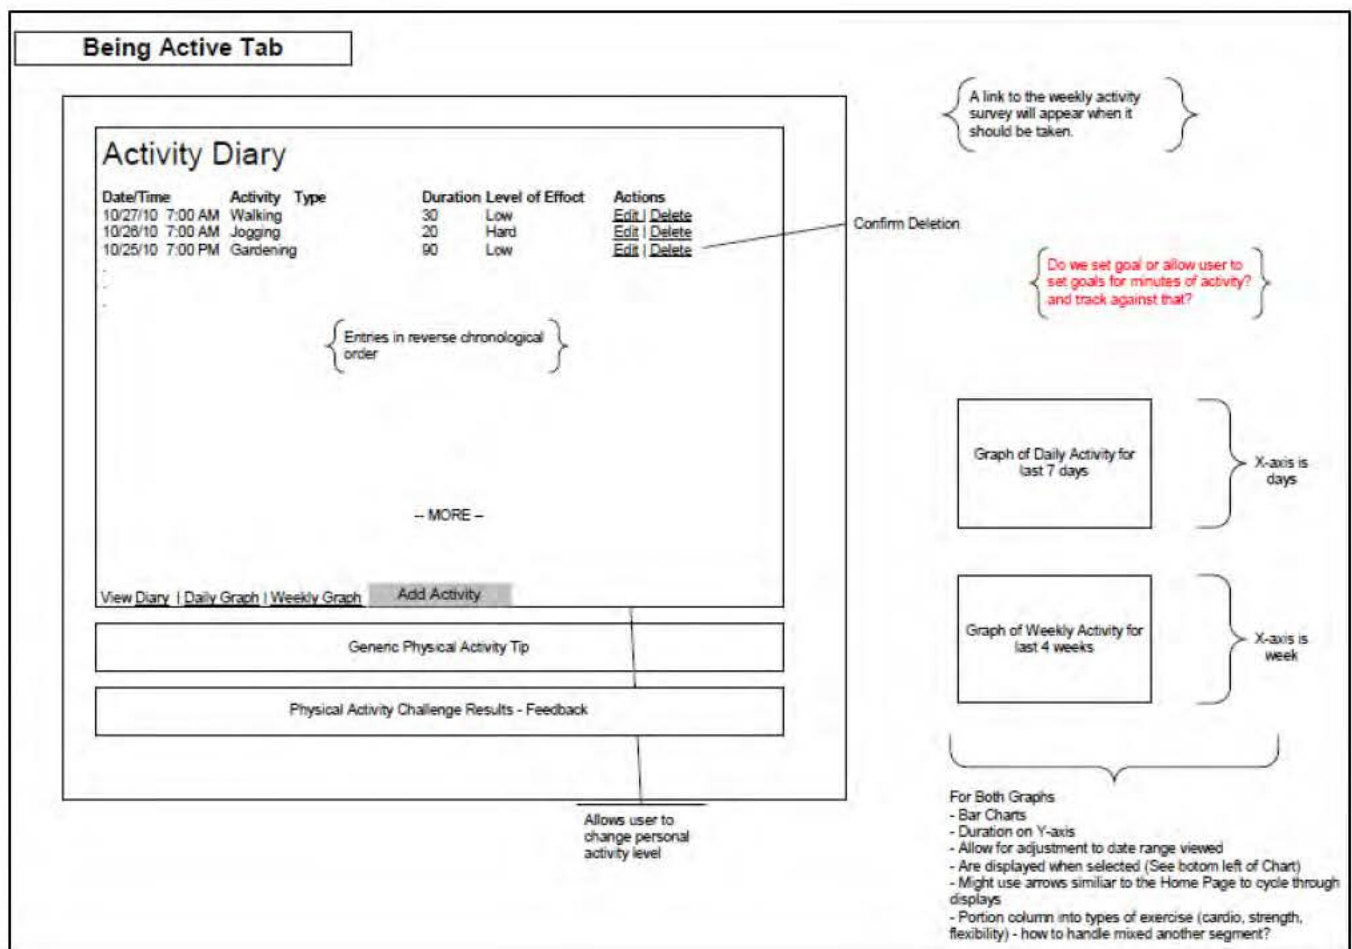 Being Active Tab
A link to the weekly activity
survey will appear when it
should be taken.
Activity Diary
Date/Time Activity Type Duration Level of Effoct Actions
10/27/10 7:00 AM Walking 30 Low Edit | Delete
10/26/10 7:00 AM Jogging 20 Hard Edit | Delete
10/25/10 7:00 PM Gardening 90 Low Edit | Delete
.
.
.
Confirm Deletion
Do we set goal or allow user to
set goals for minutes of activity?
and track against that?
Entries in reverse chronological
order
Graph of Daily Activity for
last 7 days
X-axis is
days
-- MORE --
View Diary | Daily Graph | Weekly Graph Add Activity
Generic Physical Activity Tip
Graph of Weekly Activity for
last 4 weeks
X-axis is
week
Physical Activity Challenge Results - Feedback
Allows user to
change personal
activity level
For Both Graphs
- Bar Charts
- Duration on Y-axis
- Allow for adjustment to date range viewed
- Are displayed when selected (See botom left of Chart)
- Might use arrows similiar to the Home Page to cycle through
displays
- Portion column into types of exercise (cardio, strength,
flexibility) - how to handle mixed another segment?